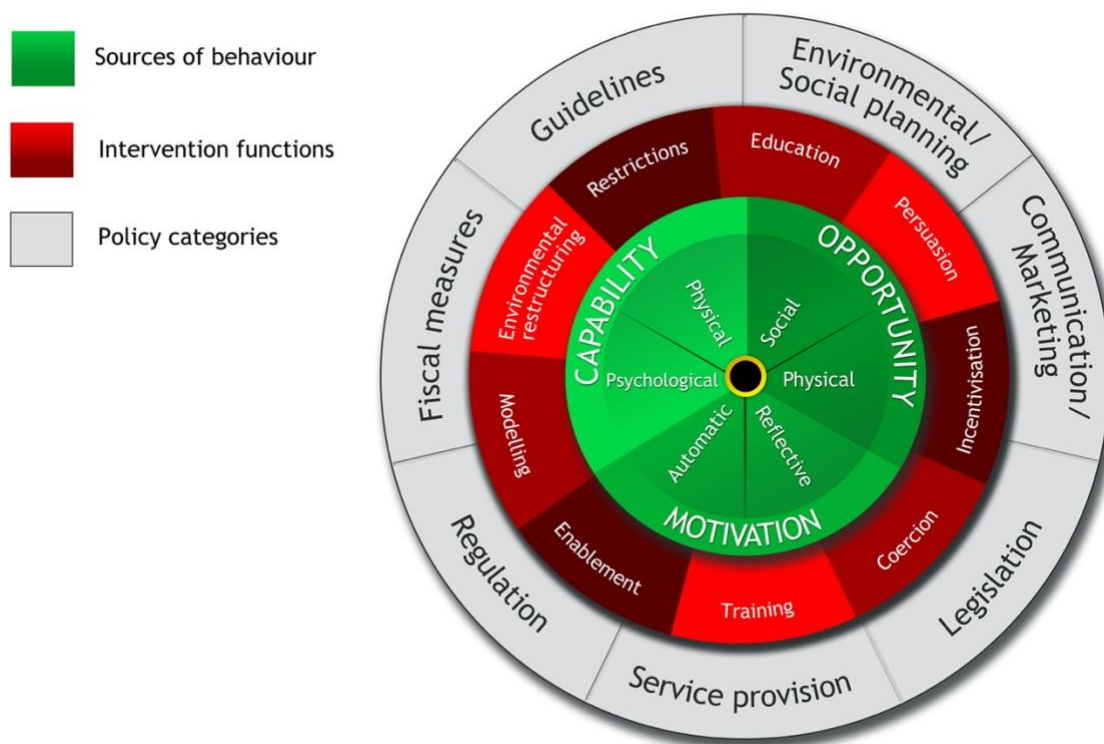 Sources of behaviour
Intervention functions
Policy categories
Guidelines
Environmental/
Social planning
Communication/
Marketing
Legislation
Service provision
Regulation
Fiscal measures
Restrictions
Education
Persuasion
Incentivisation
Coercion
Training
Enablement
Modelling
Environmental
restructuring
CAPABILITY
OPPORTUNITY
MOTIVATION
Physical
Social
Physical
Reflective
Automatic
Psychological